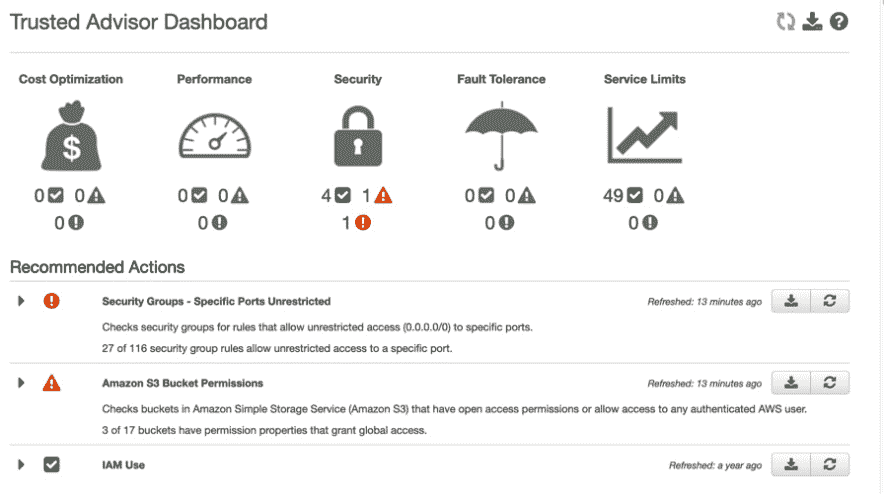 Trusted Advisor Dashboard
Cost Optimization Performance Security Fault Tolerance Service Limits
$
0 0 0 0 4 1 0 0 49 0
0 0 1 0 0
Recommended Actions
Security Groups - Specific Ports Unrestricted Refreshed: 13 minutes ago
Checks security groups for rules that allow unrestricted access (0.0.0.0/0) to specific ports.
27 of 116 security group rules allow unrestricted access to a specific port.
Amazon S3 Bucket Permissions Refreshed: 13 minutes ago
Checks buckets in Amazon Simple Storage Service (Amazon S3) that have open access permissions or allow access to any authenticated AWS user.
3 of 17 buckets have permission properties that grant global access.
IAM Use Refreshed: a year ago